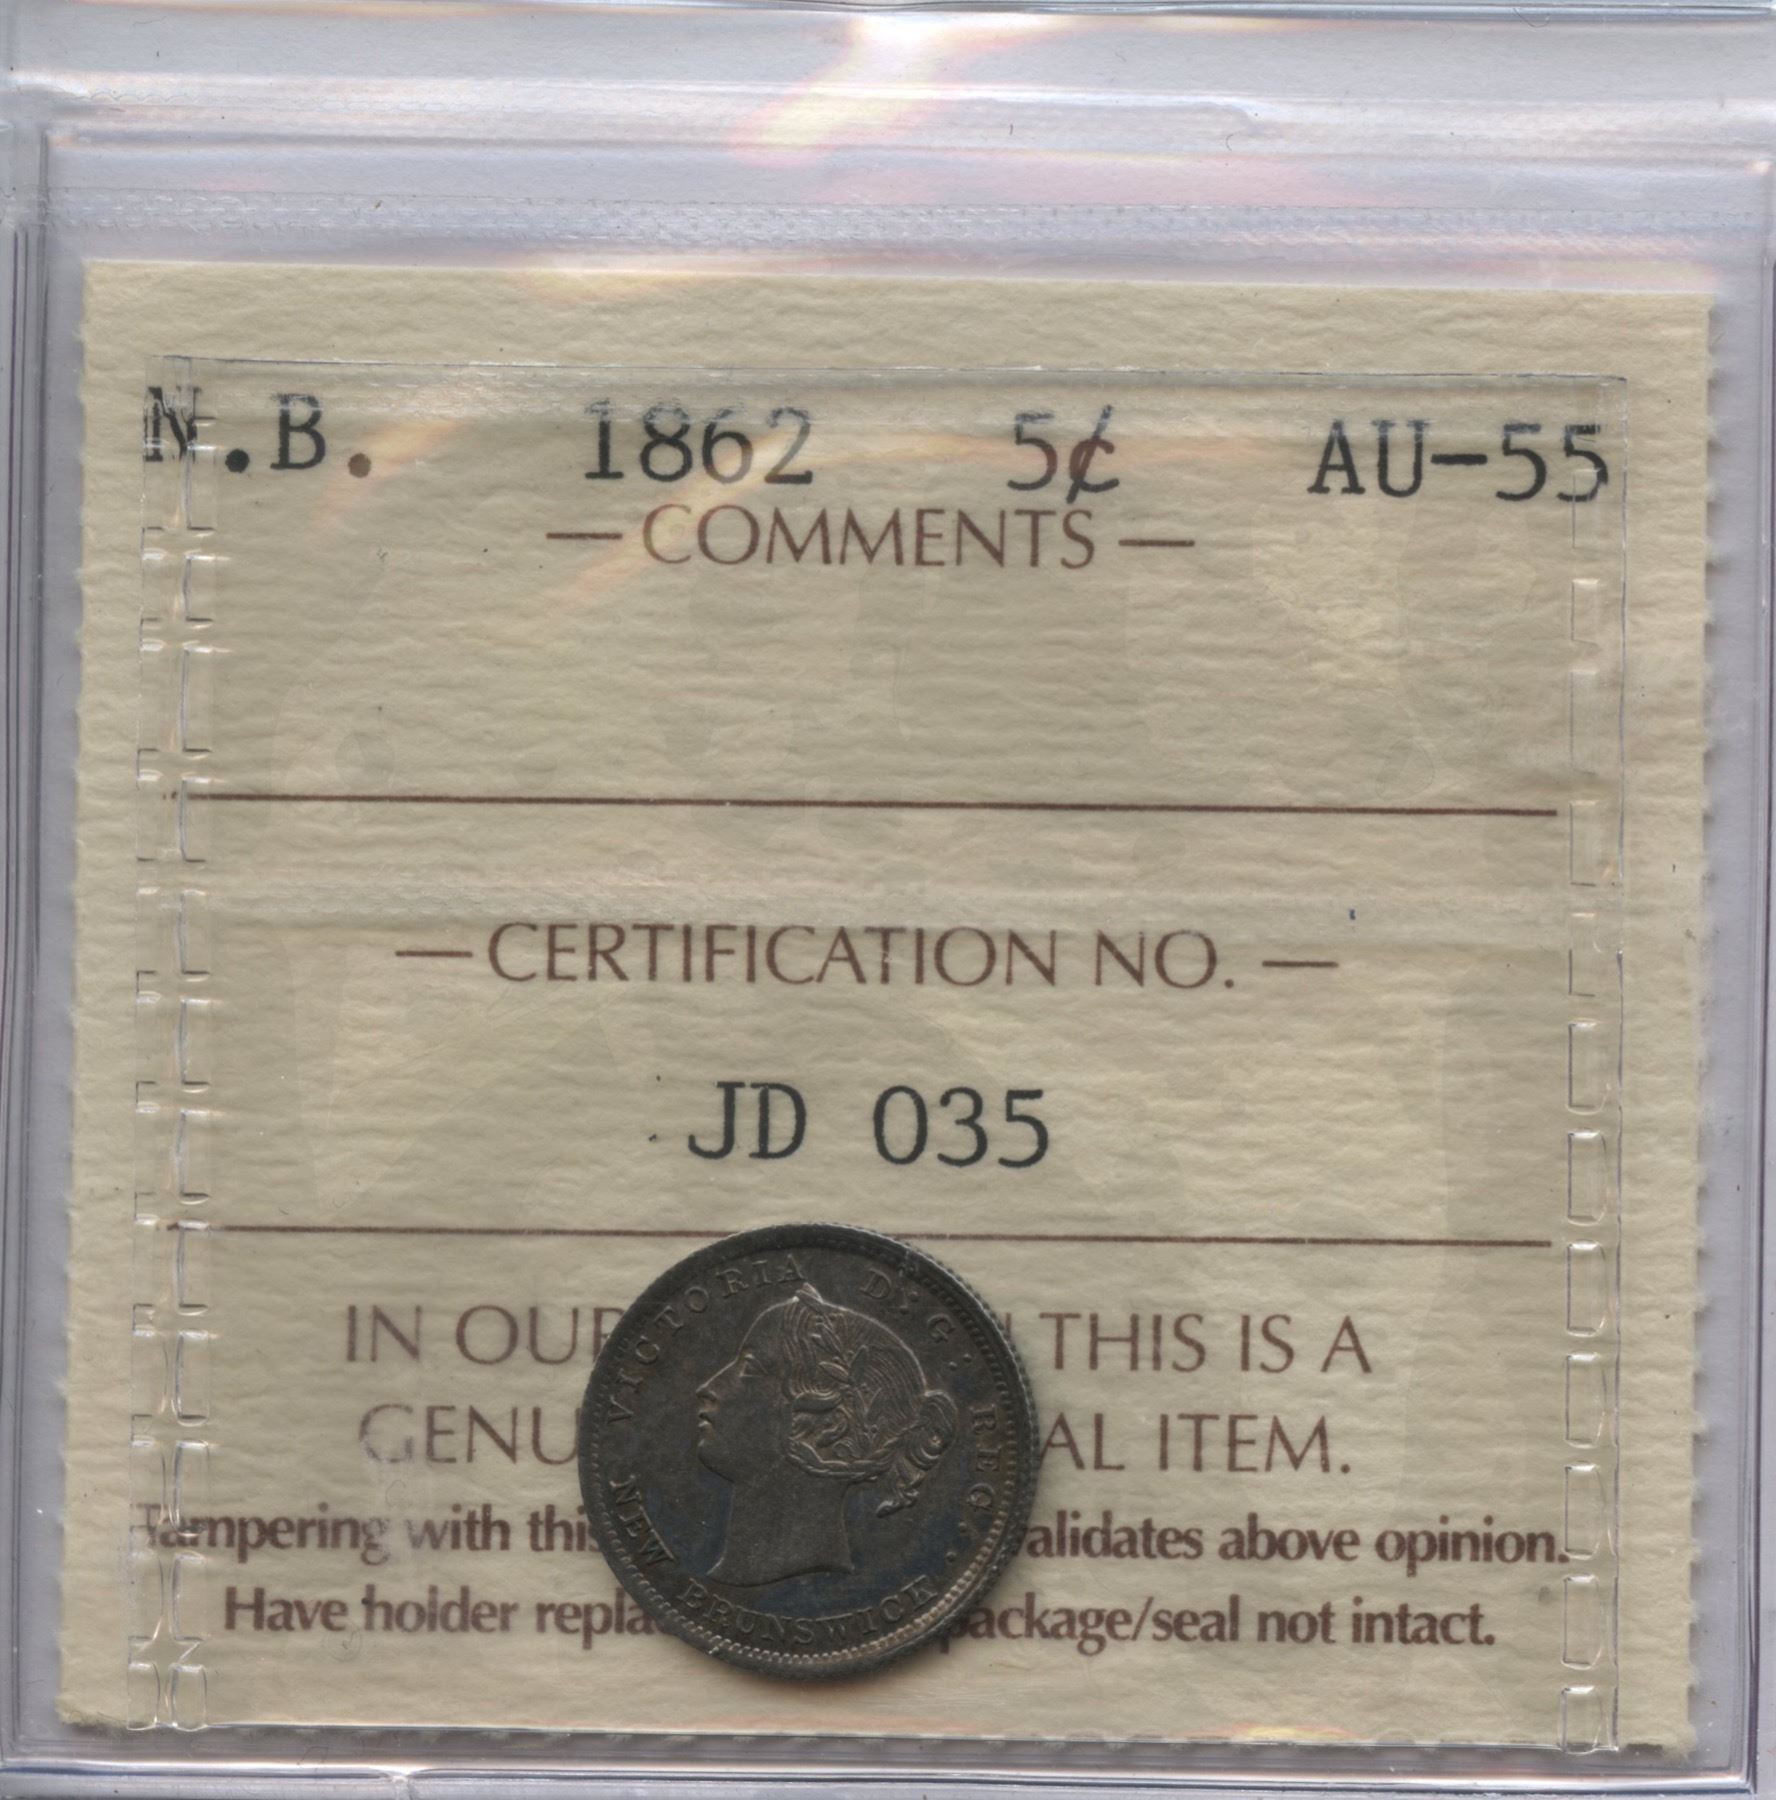 N.B. 1862 5¢ AU-55
— COMMENTS —
— CERTIFICATION NO. —
JD 035
IN OUR THIS IS A
GENU AL ITEM.
Tampering with this alidates above opinion.
Have holder repla package/seal not intact.
VICTORIA D: G: REG:
NEW BRUNSWICK